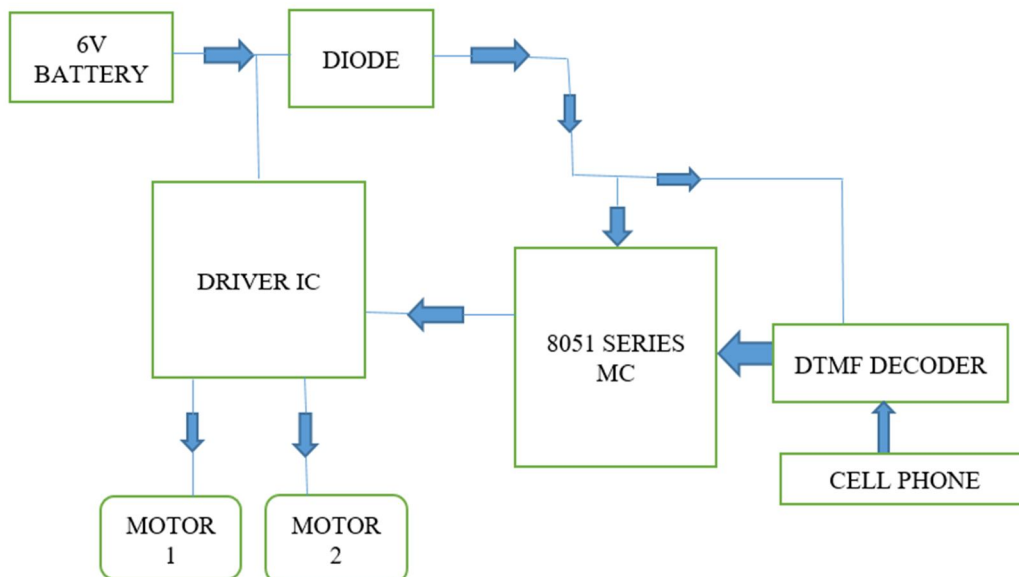 6V
BATTERY
DIODE
DRIVER IC
8051 SERIES
MC
DTMF DECODER
CELL PHONE
MOTOR
1
MOTOR
2